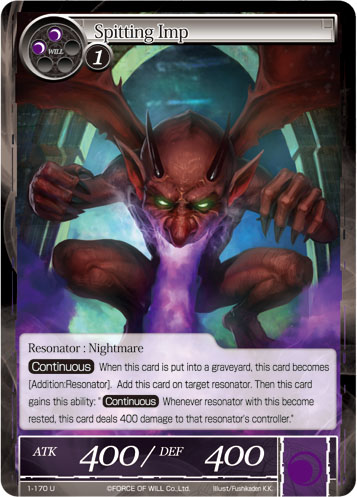 Spitting Imp
WILL
1
Resonator : Nightmare
Continuous When this card is put into a graveyard, this card becomes
[Addition:Resonator]. Add this card on target resonator. Then this card
gains this ability: " Continuous Whenever resonator with this become
rested, this card deals 400 damage to that resonator's controller."
ATK 400 / DEF 400
1-170 U
©FORCE OF WILL Co.,Ltd. Illust/Fushikaden K.K.